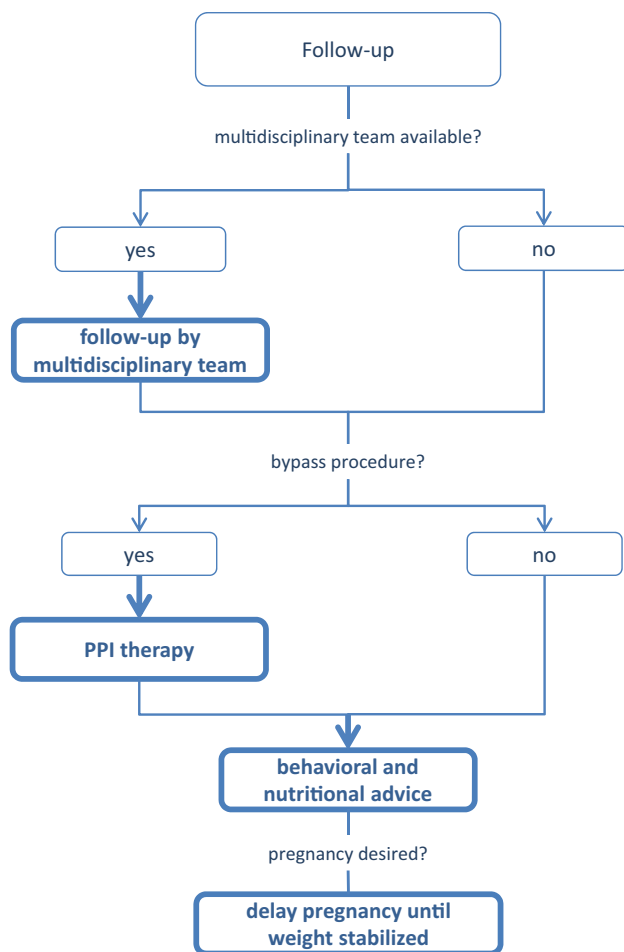 Follow-up
multidisciplinary team available?
yes
no
follow-up by
multidisciplinary team
bypass procedure?
yes
no
PPI therapy
behavioral and
nutritional advice
pregnancy desired?
delay pregnancy until
weight stabilized